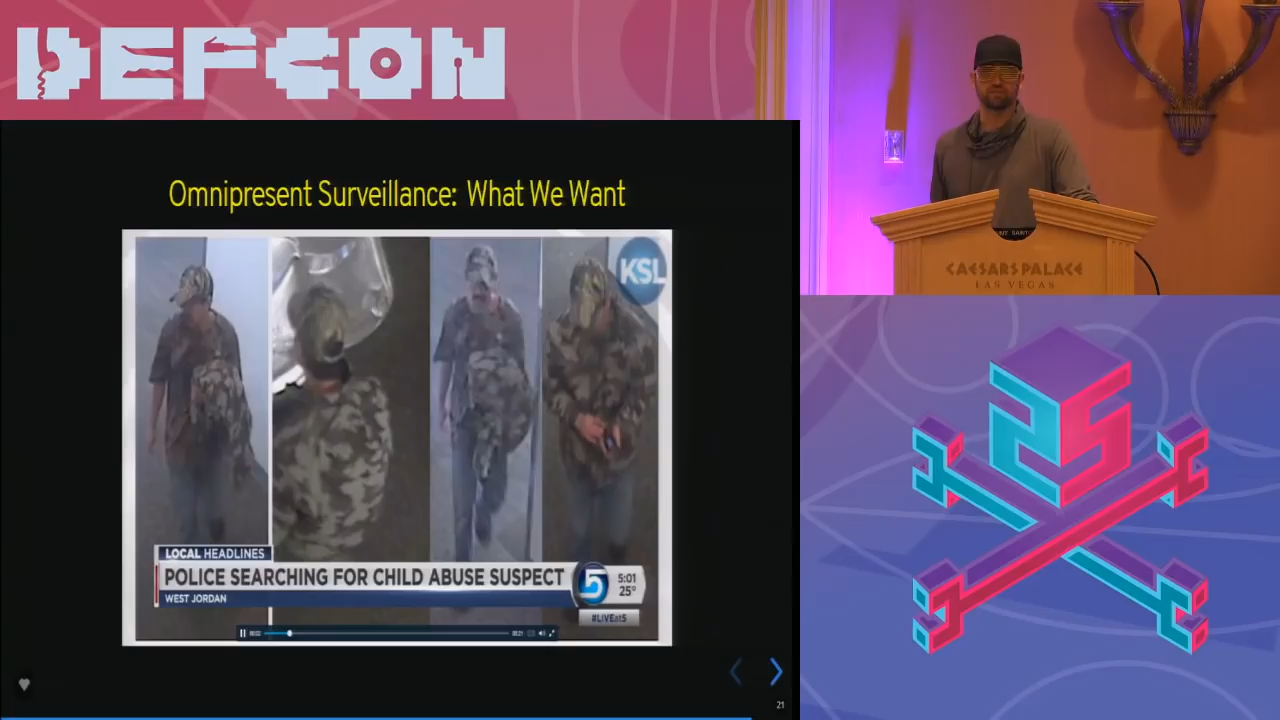 DEFCON
Omnipresent Surveillance: What We Want
KSL
LOCAL HEADLINES
POLICE SEARCHING FOR CHILD ABUSE SUSPECT
WEST JORDAN
5
5:01
25°
#LIVEat5
21
CAESARS PALACE
LAS VEGAS
25